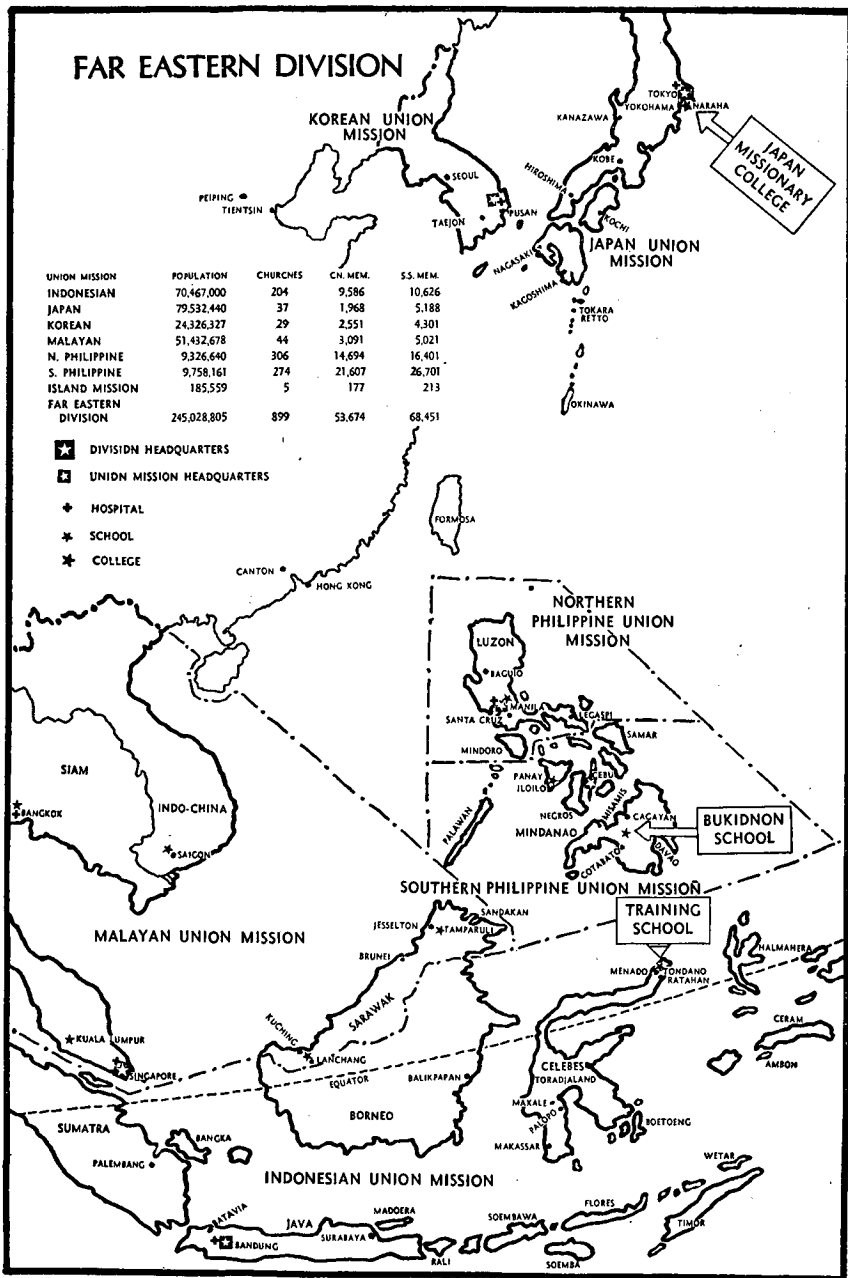 FAR EASTERN DIVISION
KOREAN UNION
MISSION
TOKYO
YOKOHAMA
NARAHA
KANAZAWA
JAPAN
MISSIONARY
COLLEGE
KOBE
HIROSHIMA
SEOUL
PEIPING
TIENTSIN
TAEJON
PUSAN
KOCHI
JAPAN UNION
MISSION
NAGASAKI
KAGOSHIMA
TOKARA
RETTO
OKINAWA
UNION MISSION POPULATION CHURCHES CN. MEM. S.S. MEM.
INDONESIAN 70,467,000 204 9,586 10,626
JAPAN 79,532,440 37 1,968 5,188
KOREAN 24,326,327 29 2,551 4,301
MALAYAN 51,432,678 44 3,091 5,021
N. PHILIPPINE 9,326,640 306 14,694 16,401
S. PHILIPPINE 9,758,161 274 21,607 26,701
ISLAND MISSION 185,559 5 177 213
FAR EASTERN
DIVISION 245,028,805 899 53,674 68,451
DIVISION HEADQUARTERS
UNION MISSION HEADQUARTERS
HOSPITAL
SCHOOL
COLLEGE
FORMOSA
CANTON
HONG KONG
NORTHERN
PHILIPPINE UNION
MISSION
LUZON
BAGUIO
MANILA
SANTA CRUZ
LEGASPI
MINDORO
SAMAR
PANAY
ILOILO
CEBU
NEGROS
MISAMIS
CAGAYAN
PALAWAN
MINDANAO
COTABATO
DAVAO
BUKIDNON
SCHOOL
SIAM
BANGKOK
INDO-CHINA
SAIGON
SOUTHERN PHILIPPINE UNION MISSION
MALAYAN UNION MISSION
TRAINING
SCHOOL
SANDAKAN
JESSELTON
TAMPARULI
BRUNEI
HALMAHERA
MENADO
TONDANO
RATAHAN
SARAWAK
KUCHING
LANCHANG
KUALA LUMPUR
SINGAPORE
CERAM
AMBON
CELEBES
TORADJALAND
EQUATOR
BALIKPAPAN
BORNEO
MAKALE
PALOPO
BOETOENG
MAKASSAR
SUMATRA
BANGKA
PALEMBANG
INDONESIAN UNION MISSION
WETAR
BATAVIA
JAVA
MADOERA
SOEMBAWA
FLORES
TIMOR
BANDUNG
SURABAYA
BALI
SOEMBA